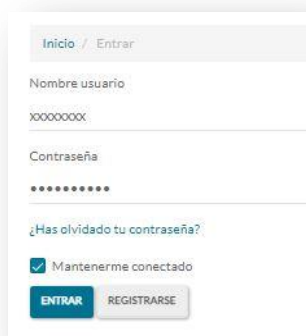 Inicio / Entrar
Nombre usuario
xxxxxxxx
Contraseña
••••••••••
¿Has olvidado tu contraseña?
Mantenerme conectado
ENTRAR REGISTRARSE